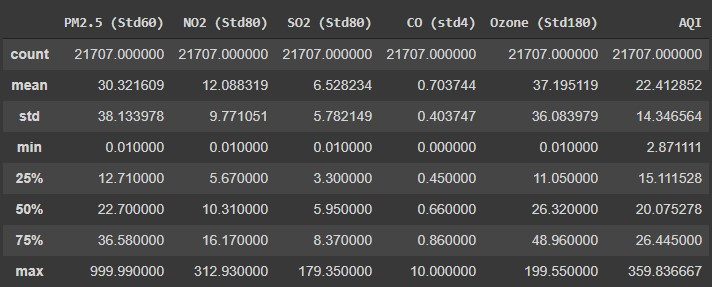 PM2.5 (Std60) NO2 (Std80) SO2 (Std80) CO (std4) Ozone (Std180) AQI
count 21707.000000 21707.000000 21707.000000 21707.000000 21707.000000 21707.000000
mean 30.321609 12.088319 6.528234 0.703744 37.195119 22.412852
std 38.133978 9.771051 5.782149 0.403747 36.083979 14.346564
min 0.010000 0.010000 0.010000 0.000000 0.010000 2.871111
25% 12.710000 5.670000 3.300000 0.450000 11.050000 15.111528
50% 22.700000 10.310000 5.950000 0.660000 26.320000 20.075278
75% 36.580000 16.170000 8.370000 0.860000 48.960000 26.445000
max 999.990000 312.930000 179.350000 10.000000 199.550000 359.836667